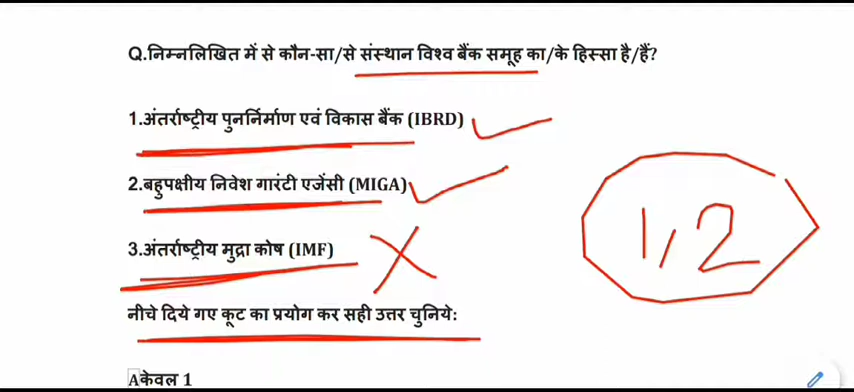 Q.निम्नलिखित में से कौन-सा/से संस्थान विश्व बैंक समूह का/के हिस्सा है/हैं?
1.अंतर्राष्ट्रीय पुनर्निर्माण एवं विकास बैंक (IBRD)
2.बहुपक्षीय निवेश गारंटी एजेंसी (MIGA)
1,2
3.अंतर्राष्ट्रीय मुद्रा कोष (IMF)
नीचे दिये गए कूट का प्रयोग कर सही उत्तर चुनिये:
Aकेवल 1